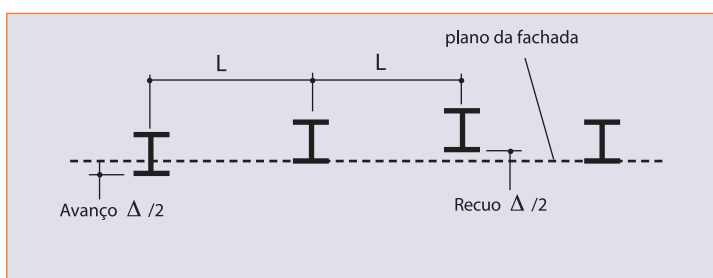 plano da fachada
L
L
Avanço Δ /2
Recuo Δ /2